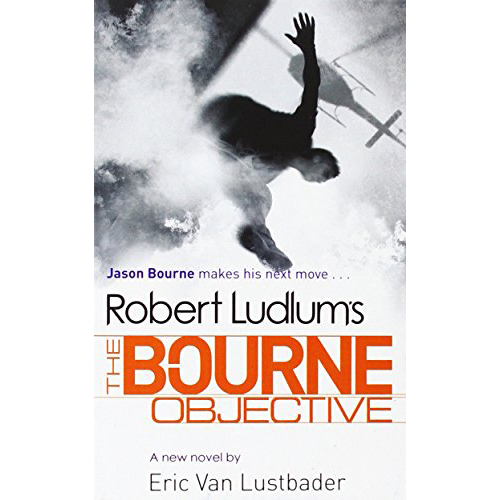 Jason Bourne makes his next move . . .
Robert Ludlum's
THE
BOURNE
OBJECTIVE
A new novel by
Eric Van Lustbader